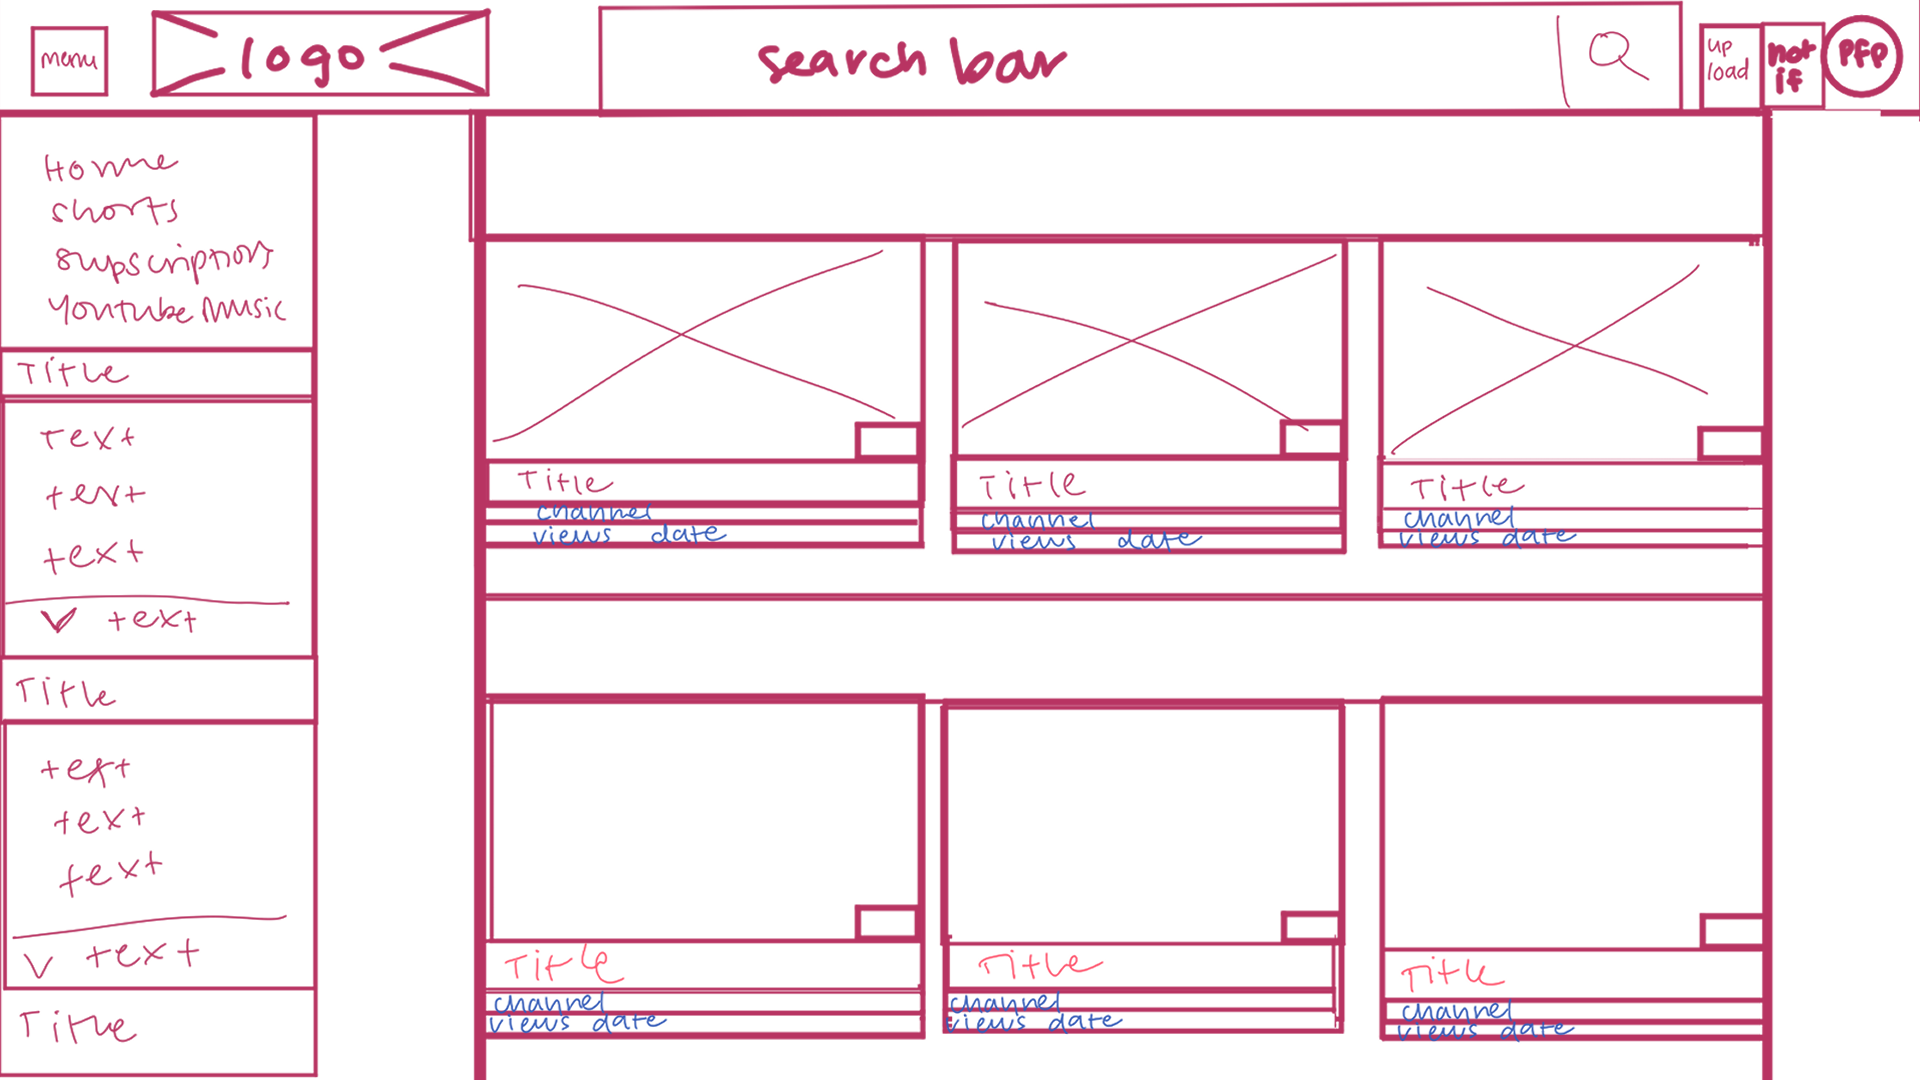 menu
logo
search bar
up
load
not
if
pfp
Home
shorts
supscriptions
Youtube Music
Title
Text
text
text
text
Title
text
text
text
text
Title
Title
channel
views date
Title
channel
views date
Title
channel
views date
Title
channel
views date
Title
channel
views date
Title
channel
views date